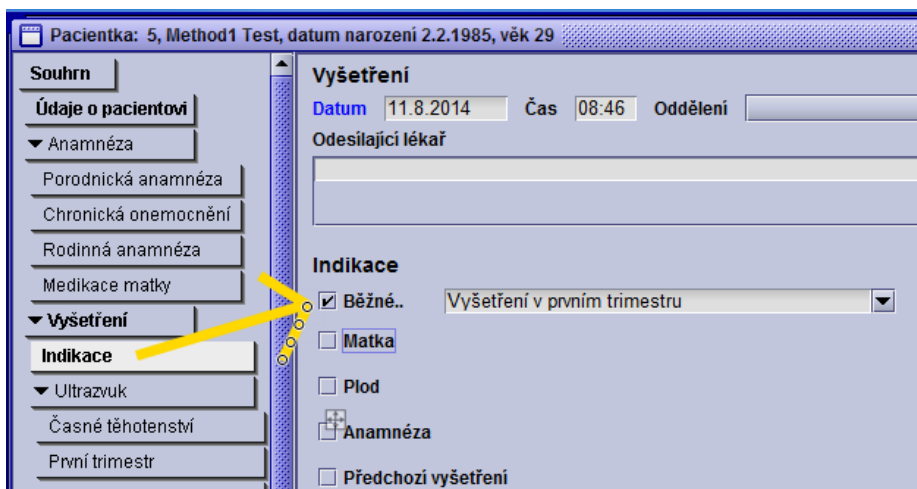 Pacientka: 5, Method1 Test, datum narození 2.2.1985, věk 29
Souhrn
Údaje o pacientovi
Anamnéza
Porodnická anamnéza
Chronická onemocnění
Rodinná anamnéza
Medikace matky
Vyšetření
Indikace
Ultrazvuk
Časné těhotenství
První trimestr
Vyšetření
Datum 11.8.2014 Čas 08:46 Oddělení
Odesílající lékař
Indikace
Běžné.. Vyšetření v prvním trimestru
Matka
Plod
Anamnéza
Předchozí vyšetření